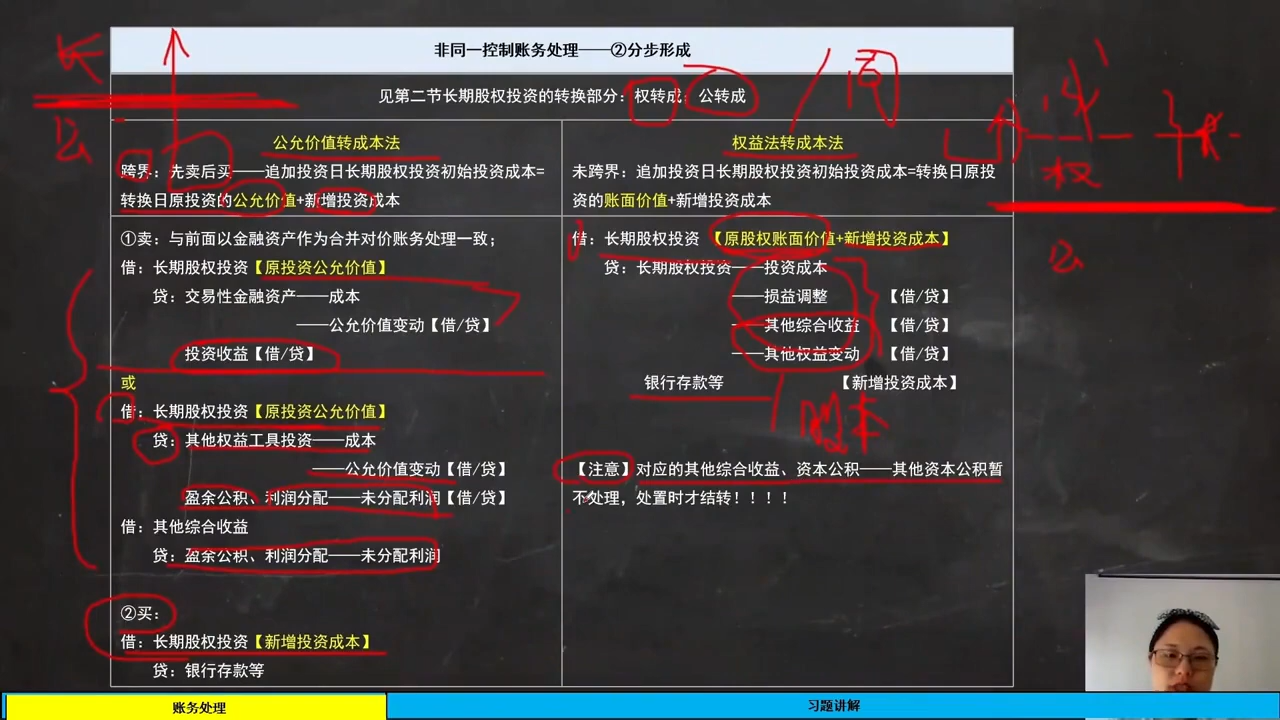 非同一控制账务处理——②分步形成
见第二节长期股权投资的转换部分：权转成；公转成
公允价值转成本法
跨界：先卖后买——追加投资日长期股权投资初始投资成本=
转换日原投资的公允价值+新增投资成本
①卖：与前面以金融资产作为合并对价账务处理一致；
借：长期股权投资【原投资公允价值】
贷：交易性金融资产——成本
——公允价值变动【借/贷】
投资收益【借/贷】
或
借：长期股权投资【原投资公允价值】
贷：其他权益工具投资——成本
——公允价值变动【借/贷】
盈余公积、利润分配——未分配利润【借/贷】
借：其他综合收益
贷：盈余公积、利润分配——未分配利润
②买：
借：长期股权投资【新增投资成本】
贷：银行存款等
权益法转成本法
未跨界：追加投资日长期股权投资初始投资成本=转换日原投
资的账面价值+新增投资成本
借：长期股权投资 【原股权账面价值+新增投资成本】
贷：长期股权投资——投资成本
——损益调整 【借/贷】
——其他综合收益 【借/贷】
——其他权益变动 【借/贷】
银行存款等 【新增投资成本】
股本
【注意】对应的其他综合收益、资本公积——其他资本公积暂
不处理，处置时才结转！！！！
长
公
同
权
公
账务处理
习题讲解